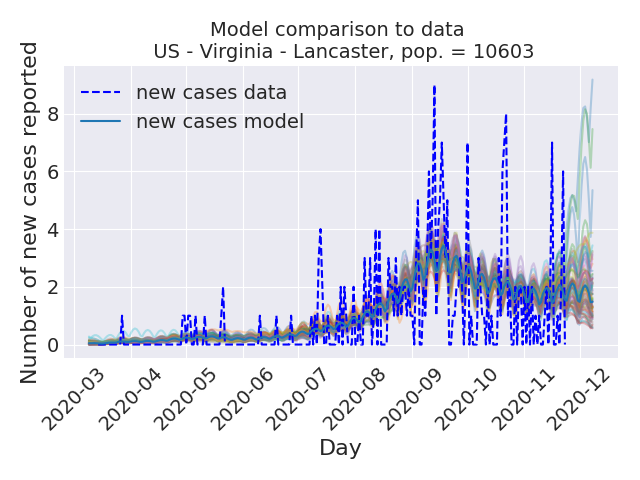 Model comparison to data
US - Virginia - Lancaster, pop. = 10603
new cases data
new cases model
Number of new cases reported
8
6
4
2
0
2020-03
2020-04
2020-05
2020-06
2020-07
2020-08
2020-09
2020-10
2020-11
2020-12
Day